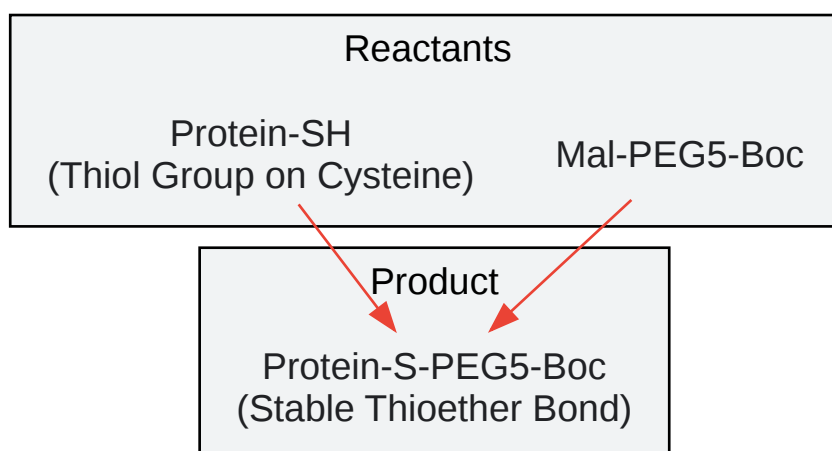 Reactants
Protein-SH
(Thiol Group on Cysteine)
Mal-PEG5-Boc
Product
Protein-S-PEG5-Boc
(Stable Thioether Bond)